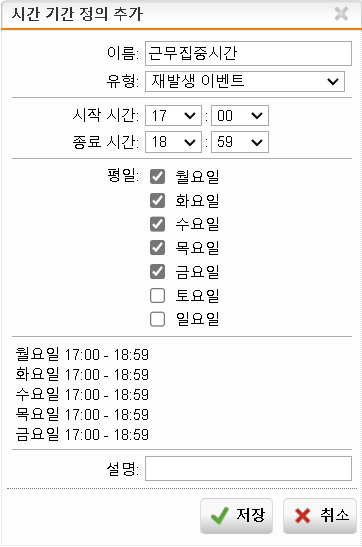 시간 기간 정의 추가
이름: 근무집중시간
유형: 재발생 이벤트
시작 시간: 17 : 00
종료 시간: 18 : 59
평일: 월요일
화요일
수요일
목요일
금요일
토요일
일요일
월요일 17:00 - 18:59
화요일 17:00 - 18:59
수요일 17:00 - 18:59
목요일 17:00 - 18:59
금요일 17:00 - 18:59
설명:
저장 취소